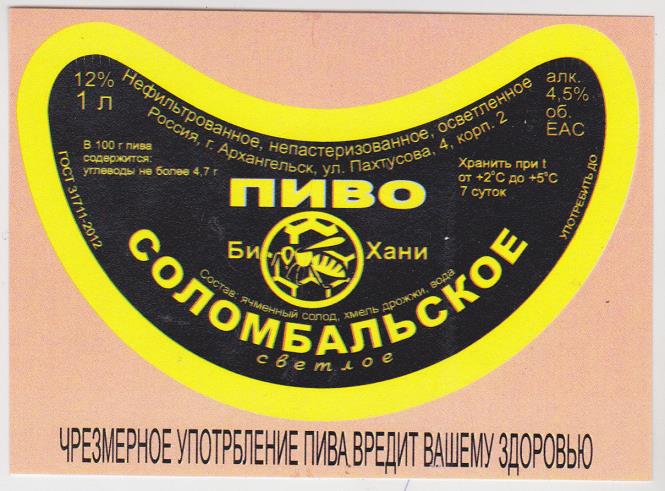 12%
1 л
Нефильтрованное, непастеризованное, осветленное
Россия, г. Архангельск, ул. Пахтусова, 4, корп. 2
алк.
4,5%
об.
ЕАС
В 100 г пива
содержится:
углеводы не более 4,7 г
Хранить при t
от +2°С до +5°С
7 суток
ГОСТ 31711-2012
УПОТРЕБИТЬ ДО
ПИВО
Би Хани
Состав: ячменный солод, хмель дрожжи, вода
СОЛОМБАЛЬСКОЕ
светлое
ЧРЕЗМЕРНОЕ УПОТРБЛЕНИЕ ПИВА ВРЕДИТ ВАШЕМУ ЗДОРОВЬЮ